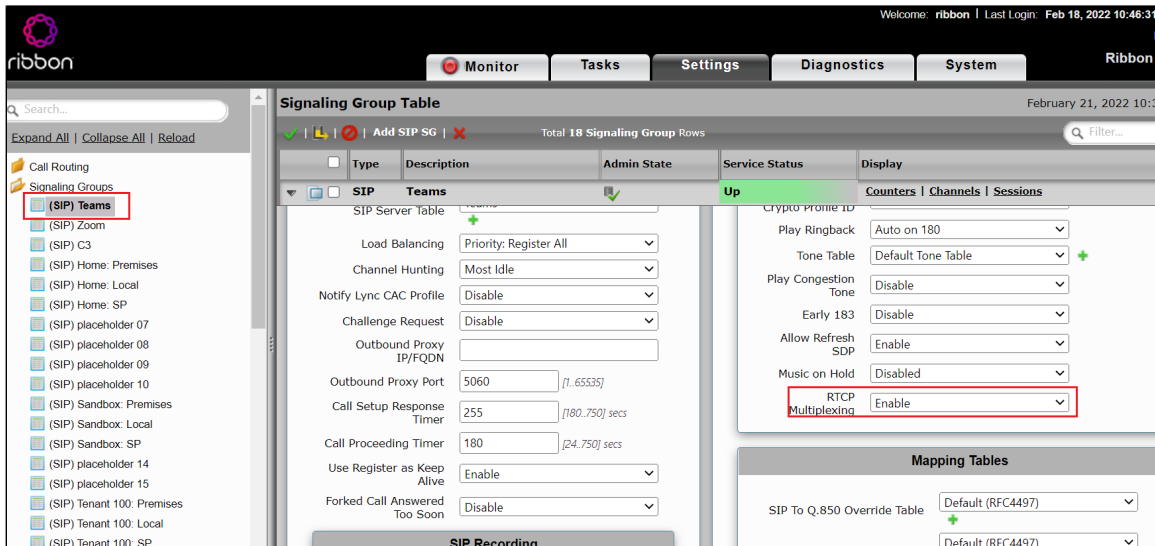 Welcome: ribbon | Last Login: Feb 18, 2022 10:46:31
ribbon
Monitor
Tasks
Settings
Diagnostics
System
Ribbon
Search...
Expand All | Collapse All | Reload
Call Routing
Signaling Groups
(SIP) Teams
(SIP) Zoom
(SIP) C3
(SIP) Home: Premises
(SIP) Home: Local
(SIP) Home: SP
(SIP) placeholder 07
(SIP) placeholder 08
(SIP) placeholder 09
(SIP) placeholder 10
(SIP) Sandbox: Premises
(SIP) Sandbox: Local
(SIP) Sandbox: SP
(SIP) placeholder 14
(SIP) placeholder 15
(SIP) Tenant 100: Premises
(SIP) Tenant 100: Local
(SIP) Tenant 100: SP
Signaling Group Table
February 21, 2022 10:3
| Add SIP SG |
Total 18 Signaling Group Rows
Filter...
Type Description Admin State Service Status Display
SIP Teams Up Counters | Channels | Sessions
SIP Server Table Teams
Load Balancing Priority: Register All
Channel Hunting Most Idle
Notify Lync CAC Profile Disable
Challenge Request Disable
Outbound Proxy
IP/FQDN
Outbound Proxy Port 5060 [1..65535]
Call Setup Response
Timer 255 [180..750] secs
Call Proceeding Timer 180 [24..750] secs
Use Register as Keep
Alive Enable
Forked Call Answered
Too Soon Disable
SIP Recording
Crypto Profile ID
Play Ringback Auto on 180
Tone Table Default Tone Table
Play Congestion
Tone Disable
Early 183 Disable
Allow Refresh
SDP Enable
Music on Hold Disabled
RTCP
Multiplexing Enable
Mapping Tables
SIP To Q.850 Override Table Default (RFC4497)
Default (RFC4497)